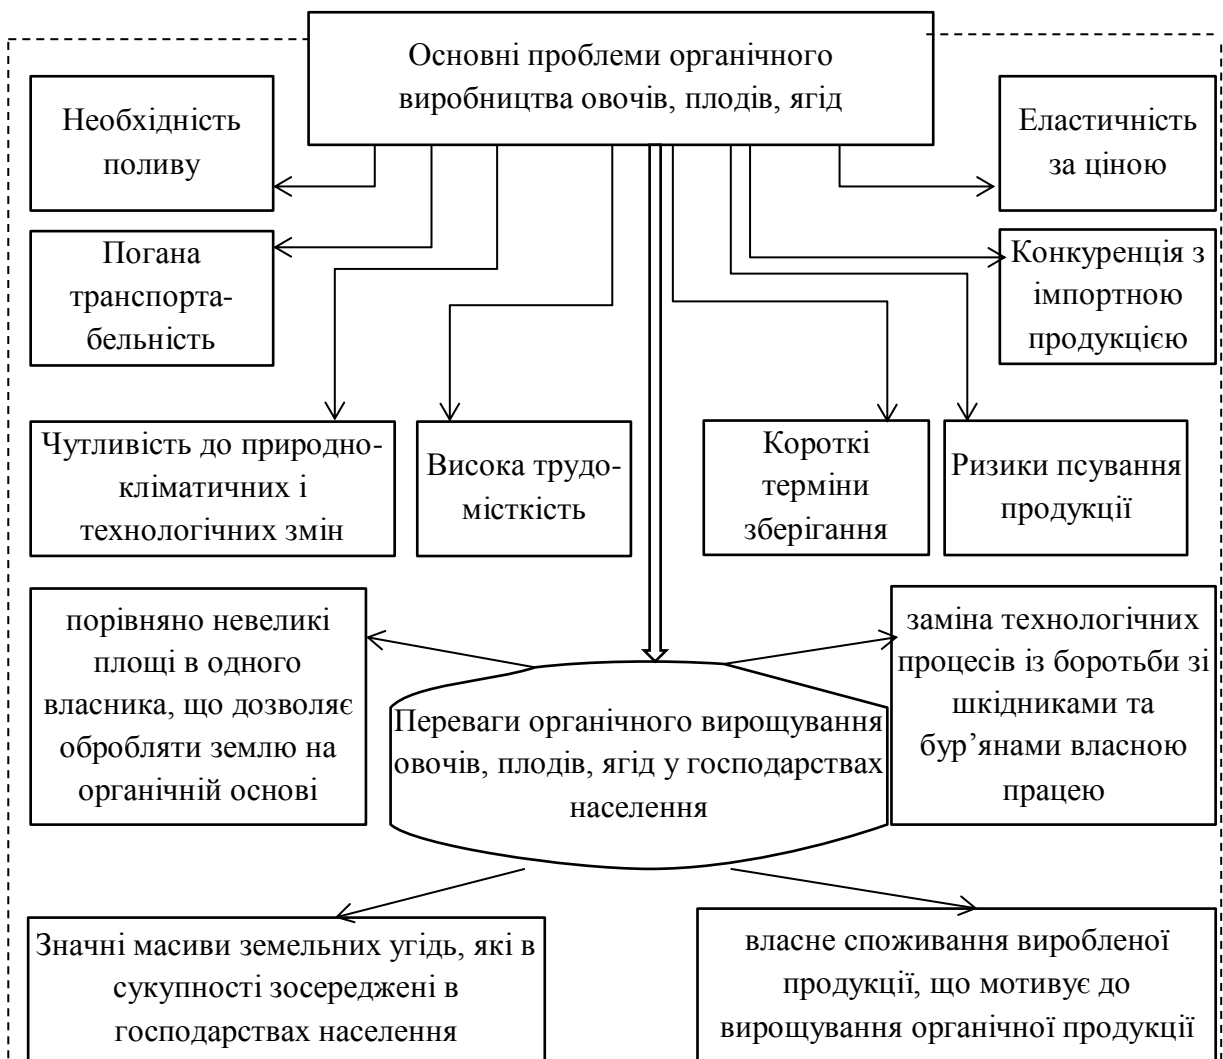 Основні проблеми органічного
виробництва овочів, плодів, ягід
Необхідність
поливу
Еластичність
за ціною
Погана
транспорта-
бельність
Конкуренція з
імпортною
продукцією
Чутливість до природно-
кліматичних і
технологічних змін
Висока трудо-
місткість
Короткі
терміни
зберігання
Ризики псування
продукції
порівняно невеликі
площі в одного
власника, що дозволяє
обробляти землю на
органічній основі
заміна технологічних
процесів із боротьби зі
шкідниками та
бур’янами власною
працею
Переваги органічного вирощування
овочів, плодів, ягід у господарствах
населення
Значні масиви земельних угідь, які в
сукупності зосереджені в
господарствах населення
власне споживання виробленої
продукції, що мотивує до
вирощування органічної продукції